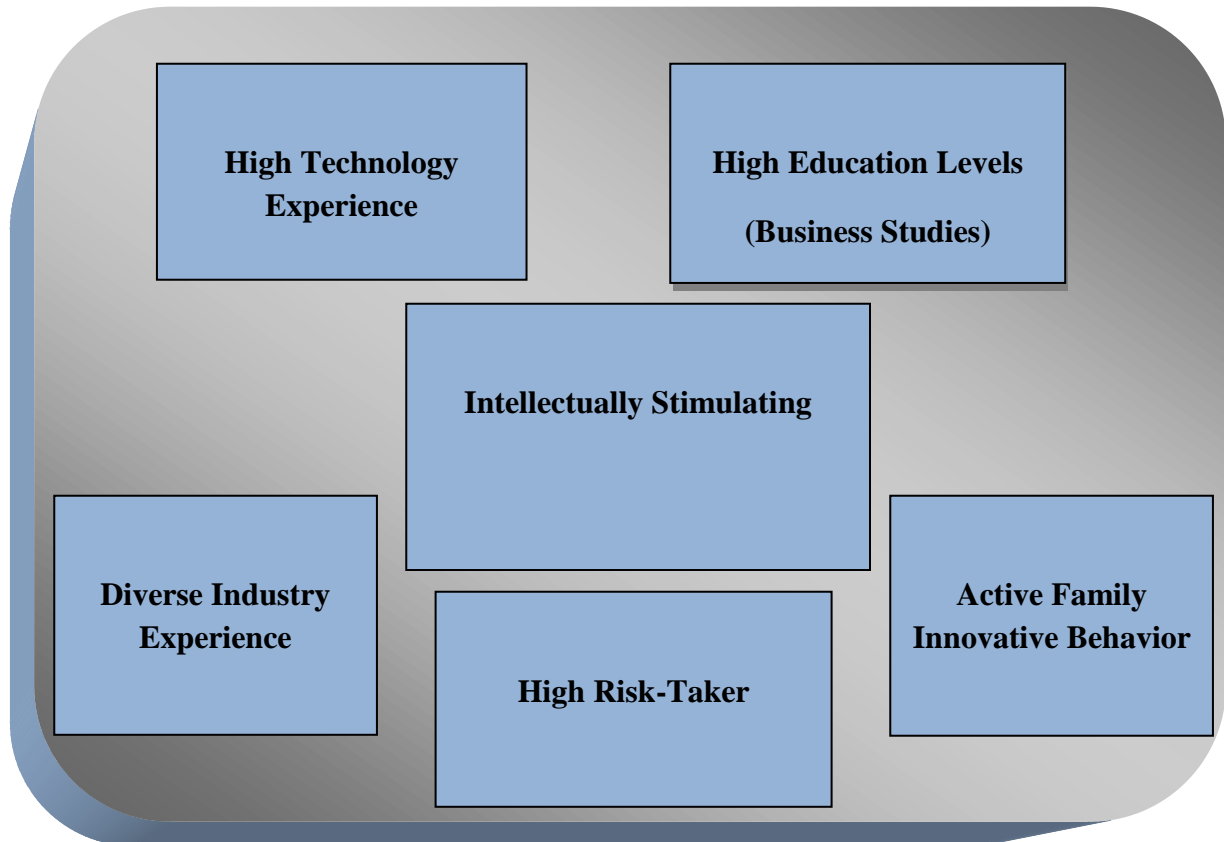 High Technology
Experience
High Education Levels
(Business Studies)
Intellectually Stimulating
Diverse Industry
Experience
High Risk-Taker
Active Family
Innovative Behavior